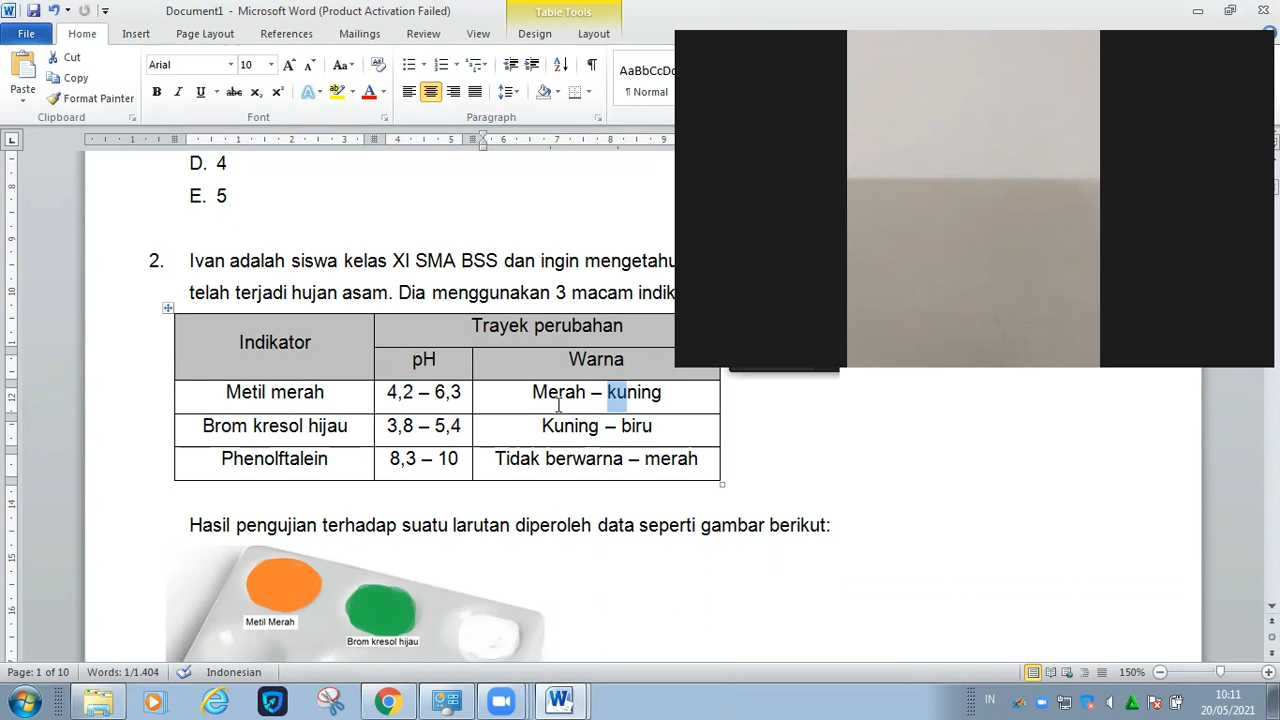 Document1 - Microsoft Word (Product Activation Failed)
Table Tools
File Home Insert Page Layout References Mailings Review View Design Layout
Cut
Copy
Format Painter
Paste
Clipboard
Arial 10
Font
Paragraph
AaBbCcDc
¶ Normal
D. 4
E. 5
2. Ivan adalah siswa kelas XI SMA BSS dan ingin mengetahu
telah terjadi hujan asam. Dia menggunakan 3 macam indik
Indikator
Trayek perubahan
pH Warna
Metil merah 4,2 – 6,3 Merah – kuning
Brom kresol hijau 3,8 – 5,4 Kuning – biru
Phenolftalein 8,3 – 10 Tidak berwarna – merah
Hasil pengujian terhadap suatu larutan diperoleh data seperti gambar berikut:
Metil Merah
Brom kresol hijau
Page: 1 of 10 Words: 1/1.404 Indonesian 150%
IN
10:11
20/05/2021